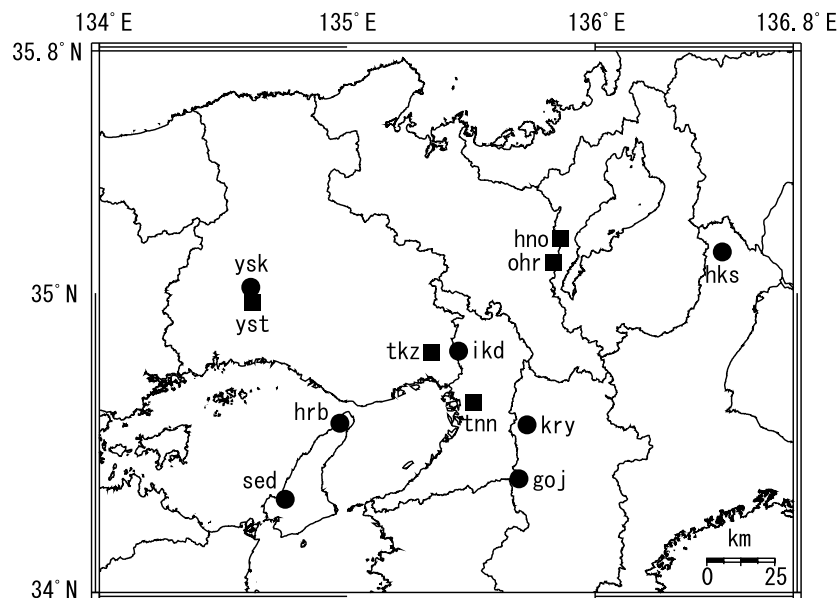 134°E 135°E 136°E 136.8°E
35.8°N
hno
ohr
hks
ysk
35°N
yst
tkz ikd
hrb
tnn
kry
sed
goj
km
34°N
0 25